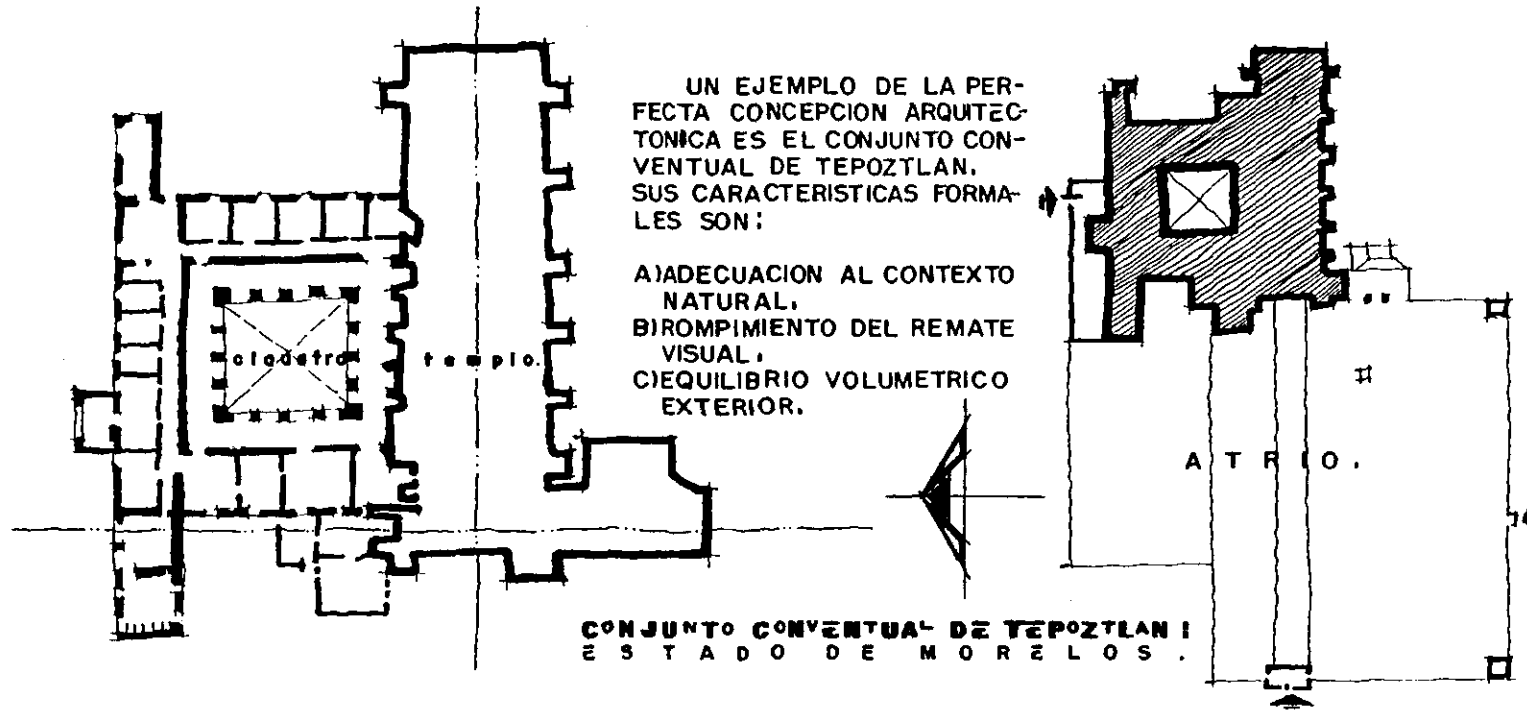 UN EJEMPLO DE LA PER-
FECTA CONCEPCION ARQUITEC-
TONICA ES EL CONJUNTO CON-
VENTUAL DE TEPOZTLAN.
SUS CARACTERISTICAS FORMA-
LES SON:
A)ADECUACION AL CONTEXTO
NATURAL.
B)ROMPIMIENTO DEL REMATE
VISUAL.
C)EQUILIBRIO VOLUMETRICO
EXTERIOR.
claustro
templo.
ATRIO.
CONJUNTO CONVENTUAL DE TEPOZTLAN:
ESTADO DE MORELOS.